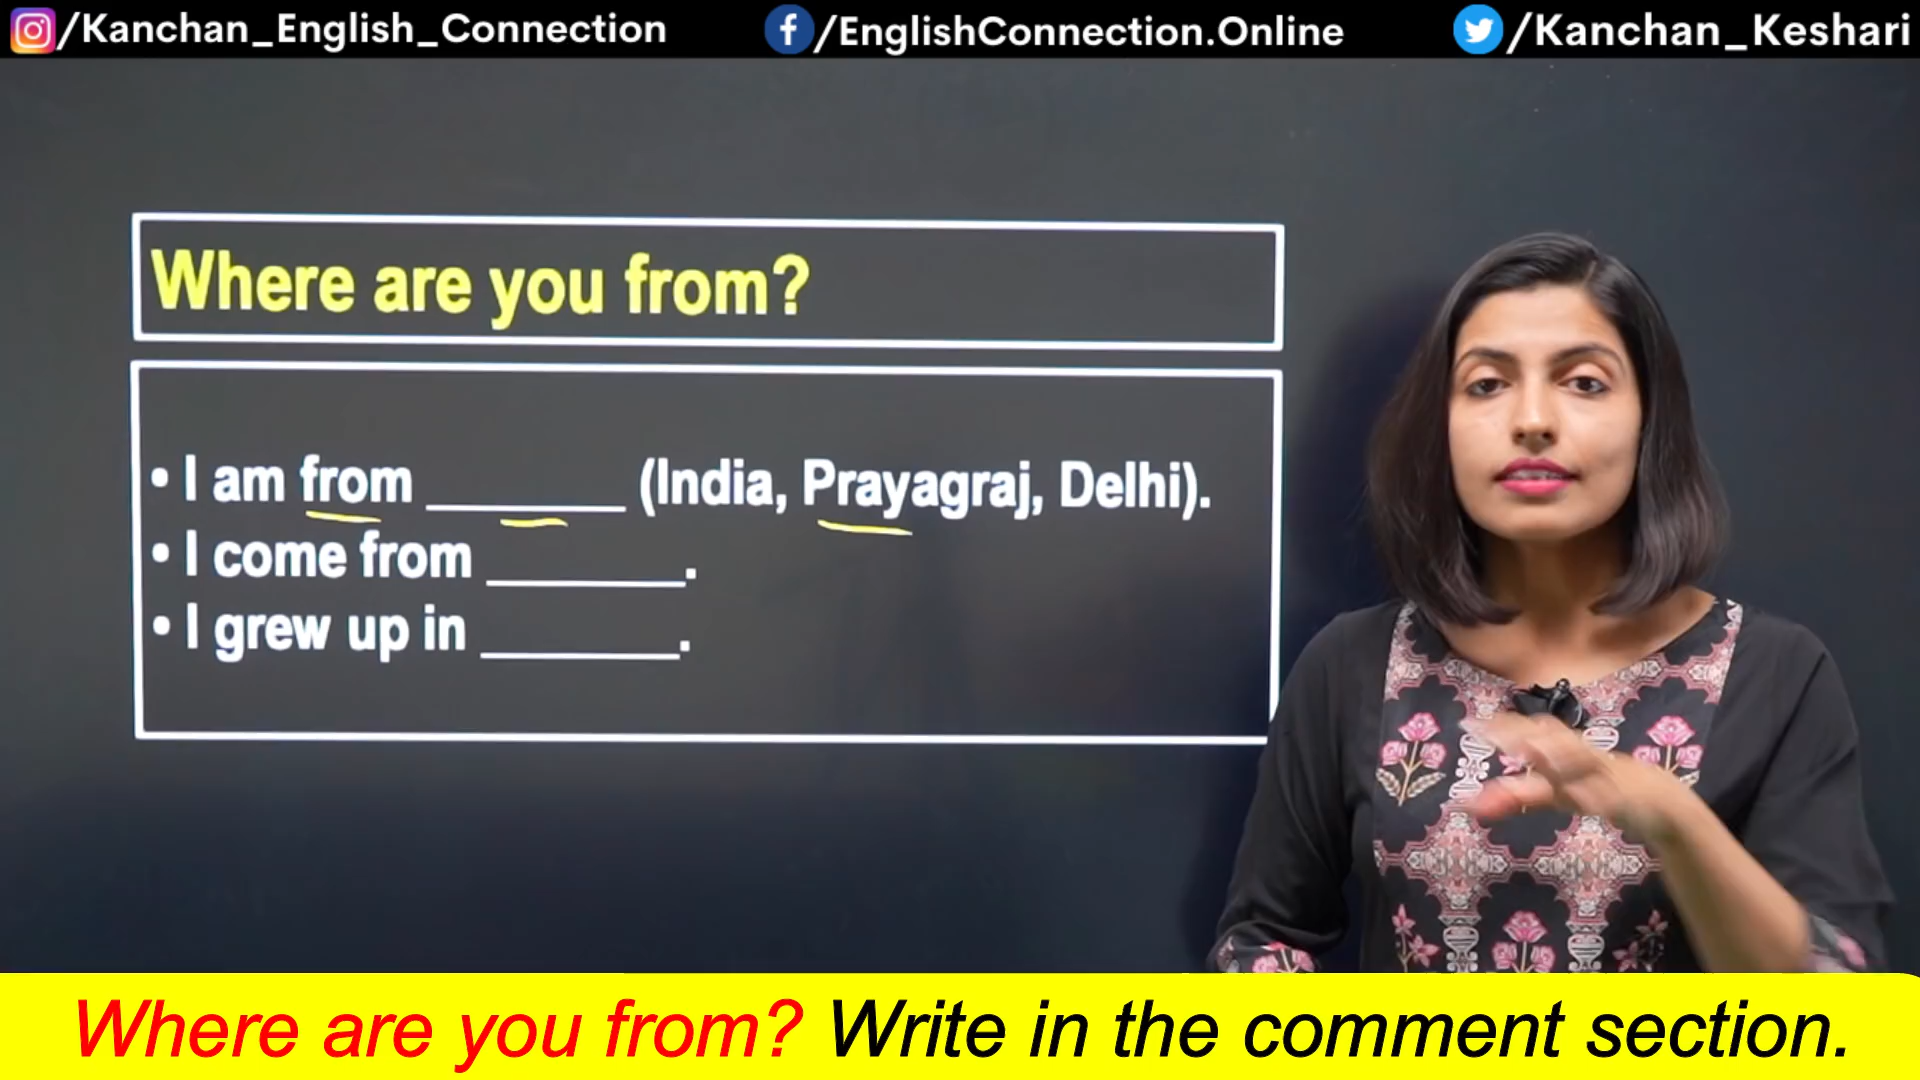 /Kanchan_English_Connection /EnglishConnection.Online /Kanchan_Keshari
Where are you from?
• I am from ________ (India, Prayagraj, Delhi).
• I come from ________.
• I grew up in ________.
Where are you from? Write in the comment section.